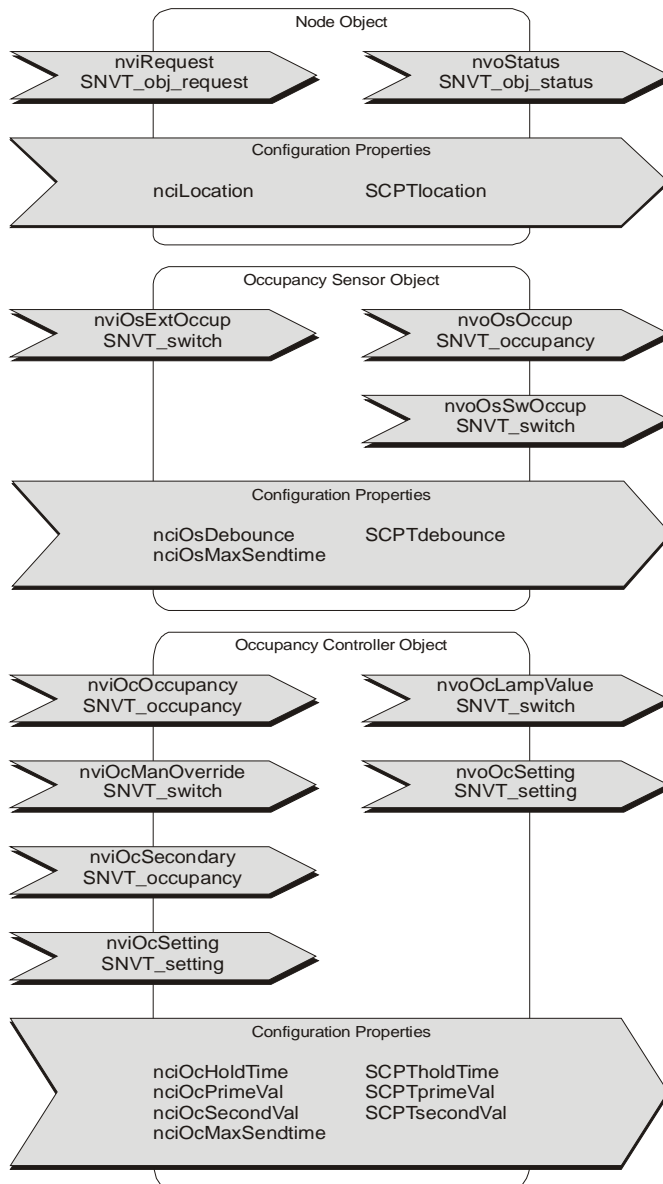 Node Object
nviRequest
SNVT_obj_request
nvoStatus
SNVT_obj_status
Configuration Properties
nciLocation SCPTlocation
Occupancy Sensor Object
nviOsExtOccup
SNVT_switch
nvoOsOccup
SNVT_occupancy
nvoOsSwOccup
SNVT_switch
Configuration Properties
nciOsDebounce SCPTdebounce
nciOsMaxSendtime
Occupancy Controller Object
nviOcOccupancy
SNVT_occupancy
nvoOcLampValue
SNVT_switch
nviOcManOverride
SNVT_switch
nvoOcSetting
SNVT_setting
nviOcSecondary
SNVT_occupancy
nviOcSetting
SNVT_setting
Configuration Properties
nciOcHoldTime SCPTholdTime
nciOcPrimeVal SCPTprimeVal
nciOcSecondVal SCPTsecondVal
nciOcMaxSendtime